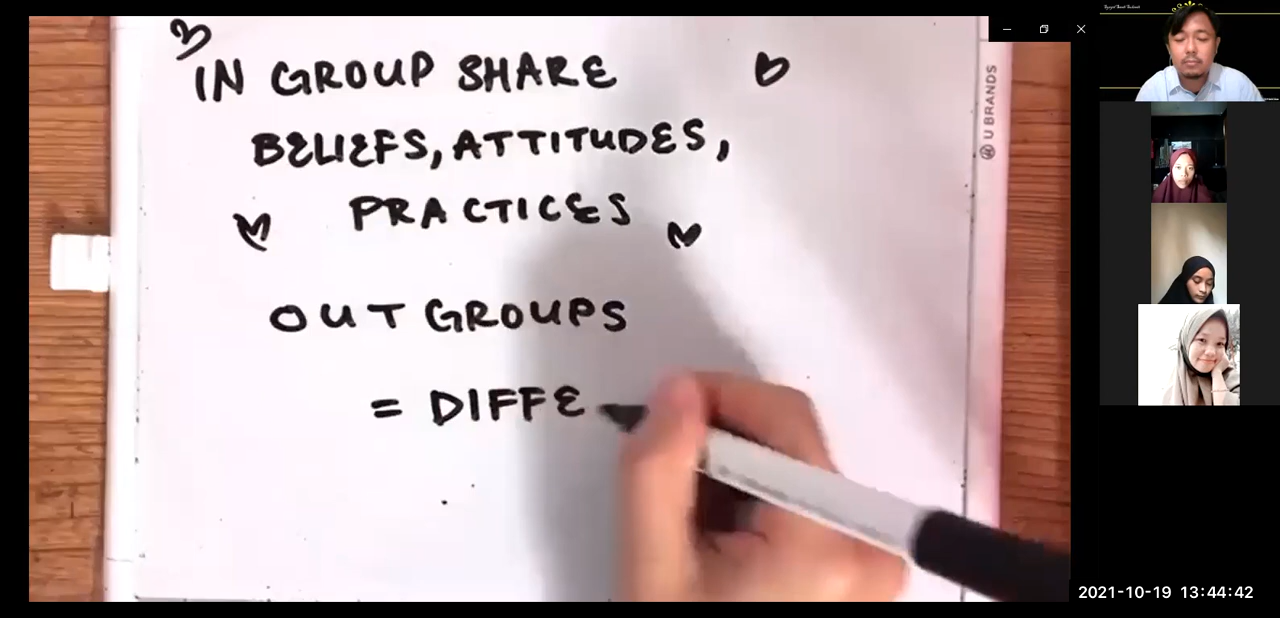 IN GROUP SHARE
BELIEFS, ATTITUDES,
PRACTICES
OUT GROUPS
= DIFFE
U BRANDS
2021-10-19 13:44:42